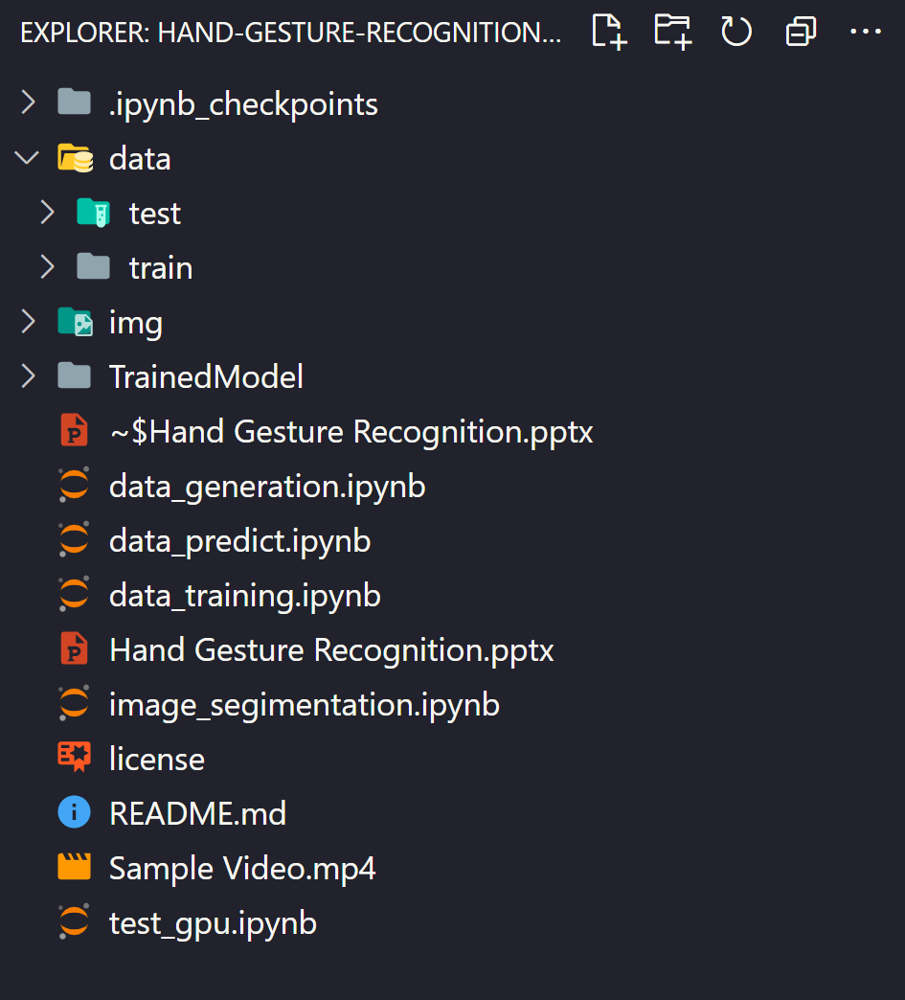 EXPLORER: HAND-GESTURE-RECOGNITION...
.ipynb_checkpoints
data
test
train
img
TrainedModel
~$Hand Gesture Recognition.pptx
data_generation.ipynb
data_predict.ipynb
data_training.ipynb
Hand Gesture Recognition.pptx
image_segimentation.ipynb
license
README.md
Sample Video.mp4
test_gpu.ipynb